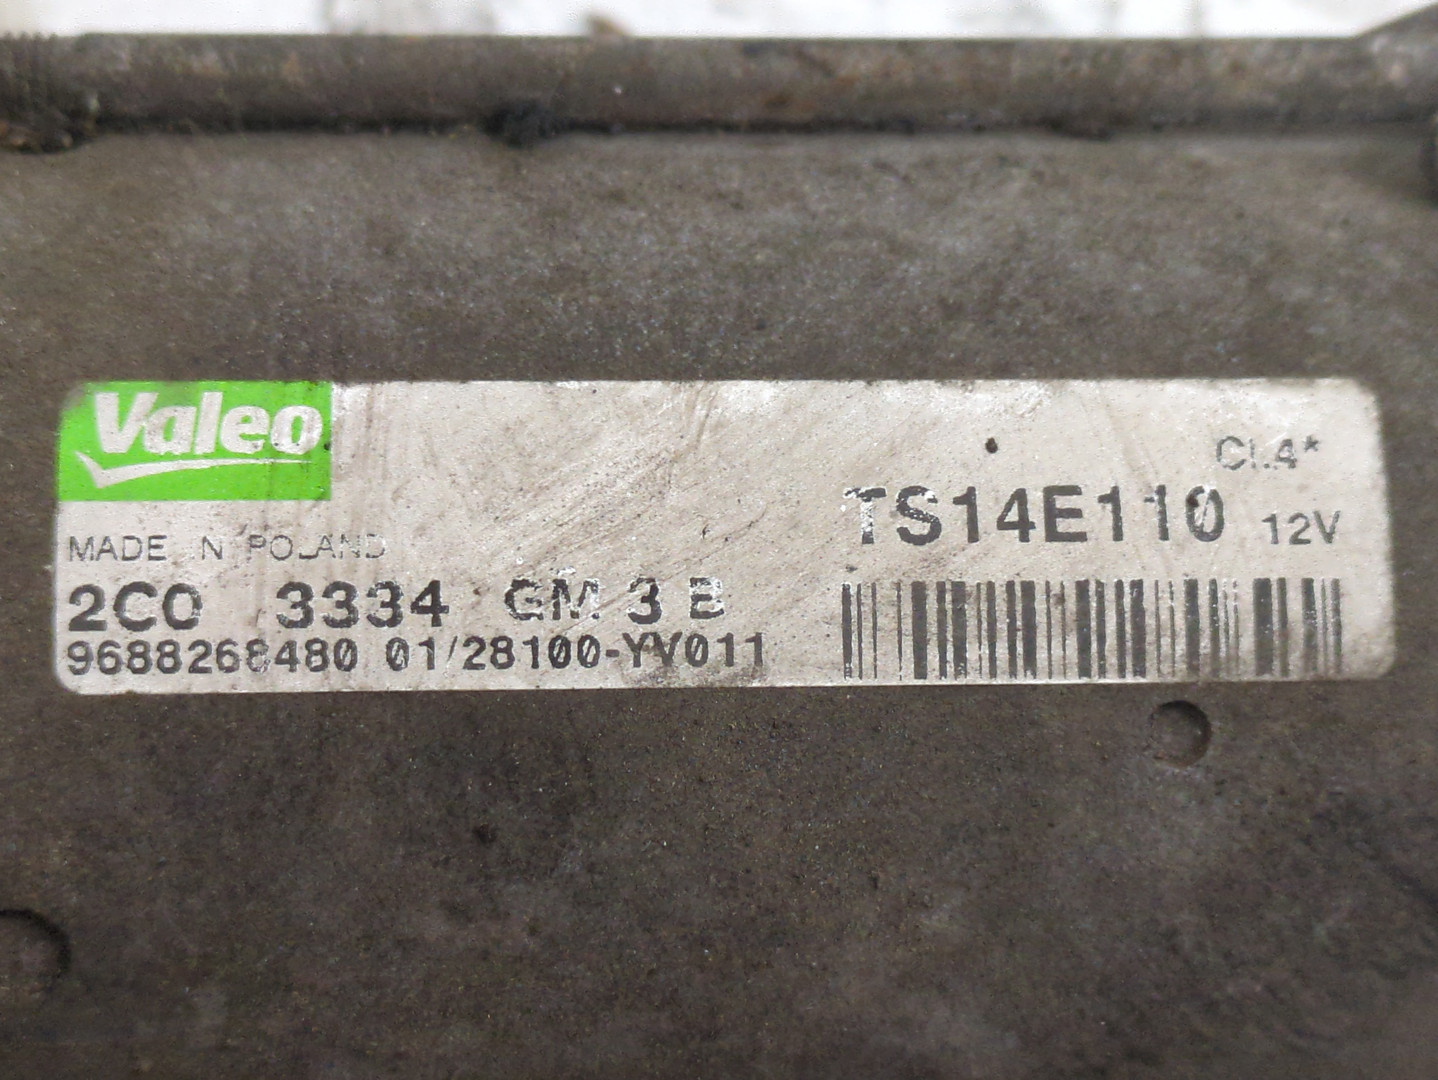 Valeo
MADE IN POLAND
CL4*
TS14E110 12V
2C0 3334 GM 3 B
9688268480 01/28100-YV011